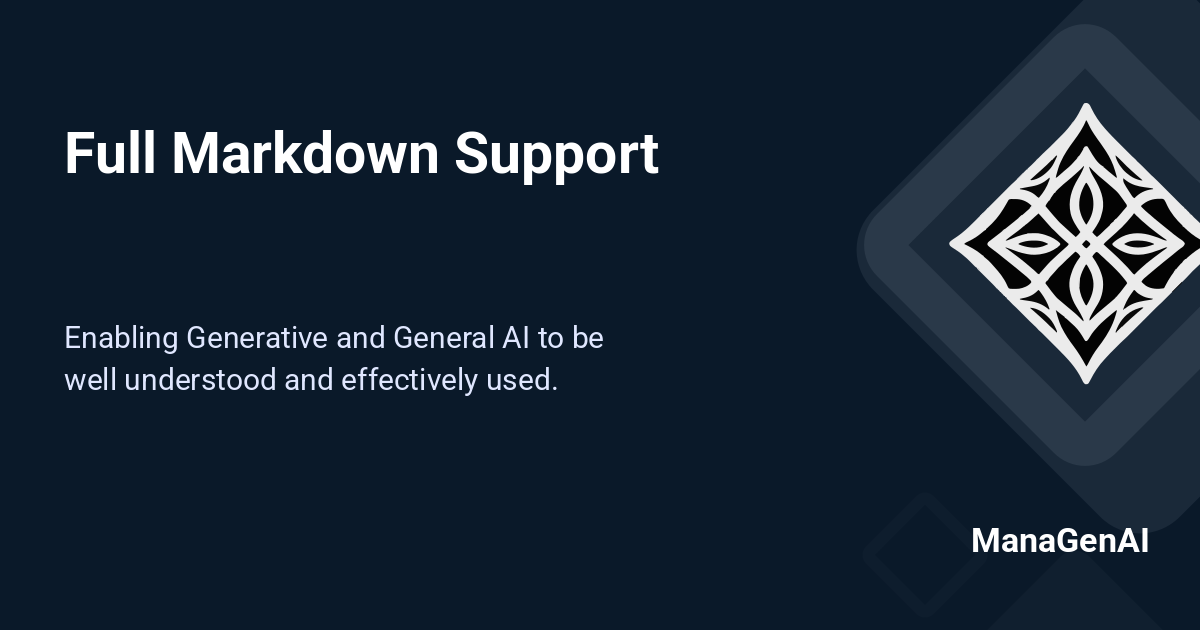 Full Markdown Support
Enabling Generative and General AI to be
well understood and effectively used.
ManaGenAI